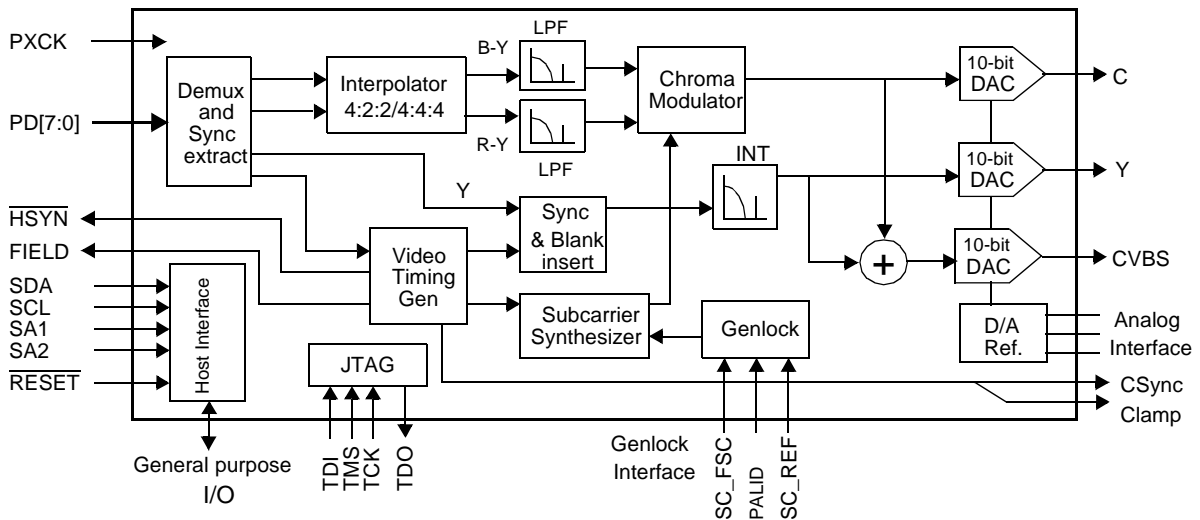 PXCK
PD[7:0]
HSYN
FIELD
SDA
SCL
SA1
SA2
RESET
Demux
and
Sync
extract
Interpolator
4:2:2/4:4:4
B-Y
LPF
R-Y
LPF
Chroma
Modulator
INT
Y
Sync
& Blank
insert
Video
Timing
Gen
Subcarrier
Synthesizer
Genlock
Host Interface
JTAG
+
10-bit
DAC
10-bit
DAC
10-bit
DAC
D/A
Ref.
C
Y
CVBS
Analog
Interface
CSync
Clamp
General purpose
I/O
TDI
TMS
TCK
TDO
Genlock
Interface
SC_FSC
PALID
SC_REF